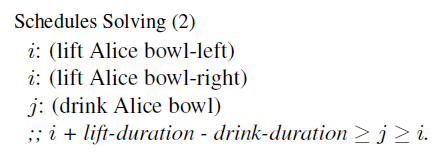 Schedules Solving (2)
i: (lift Alice bowl-left)
i: (lift Alice bowl-right)
j: (drink Alice bowl)
;; i + lift-duration - drink-duration ≥ j ≥ i.